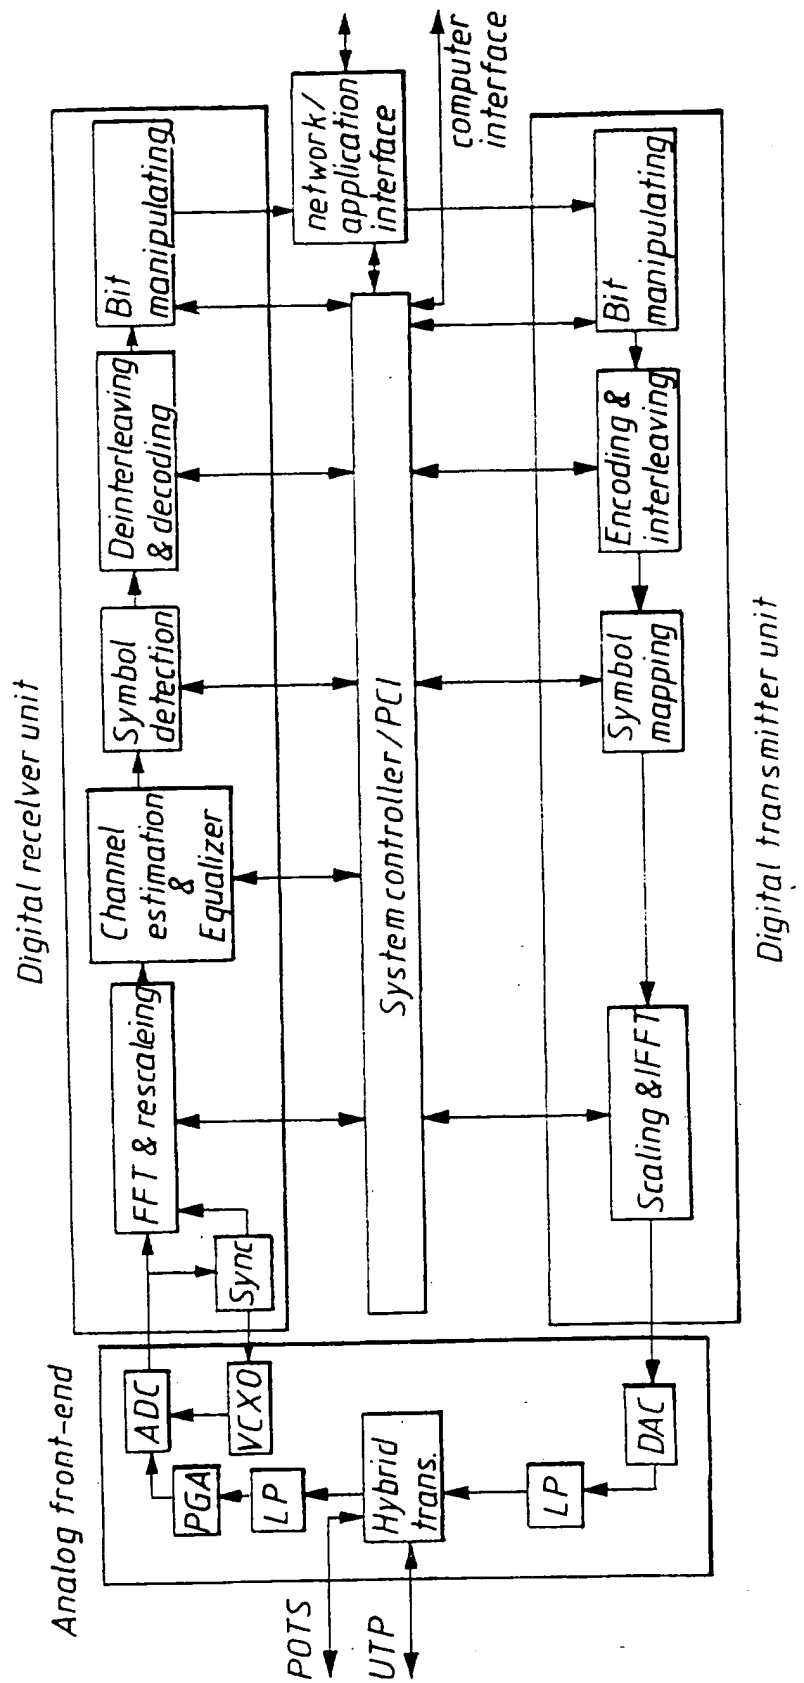 Analog front-end
Digital recelver unit
Digital transmitter unit
POTS
UTP
Hybrid
trans.
LP
PGA
ADC
VCXO
LP
DAC
Sync
FFT & rescaleing
Channel
estimation
&
Equalizer
Symbol
detection
Deinterleaving
& decoding
Bit
manipulating
System controller/PCI
network/
application
interface
computer
interface
Scaling & IFFT
Symbol
mapping
Encoding &
interleaving
Bit
manipulating